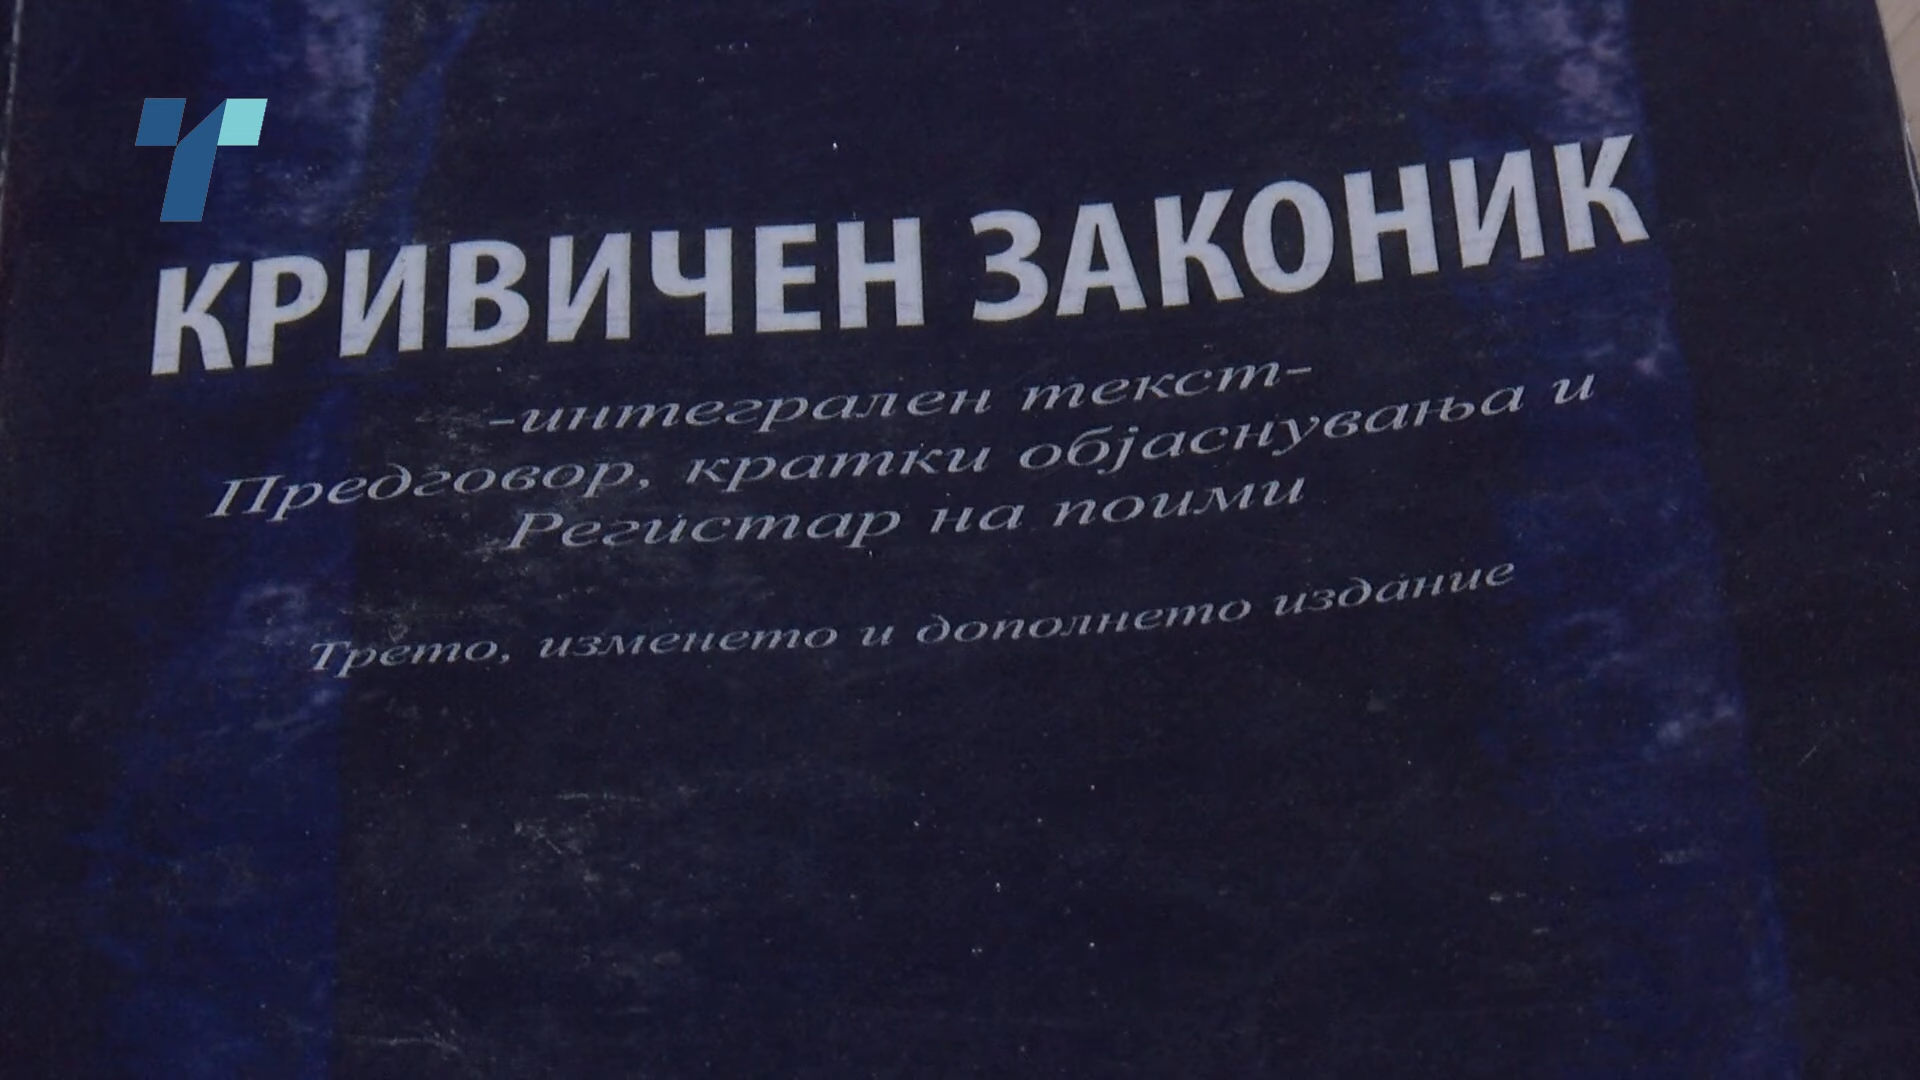 КРИВИЧЕН ЗАКОНИК
-интегрален текст-
Предговор, кратки објаснувања и
Регистар на поими
Трето, изменето и дополнето издание